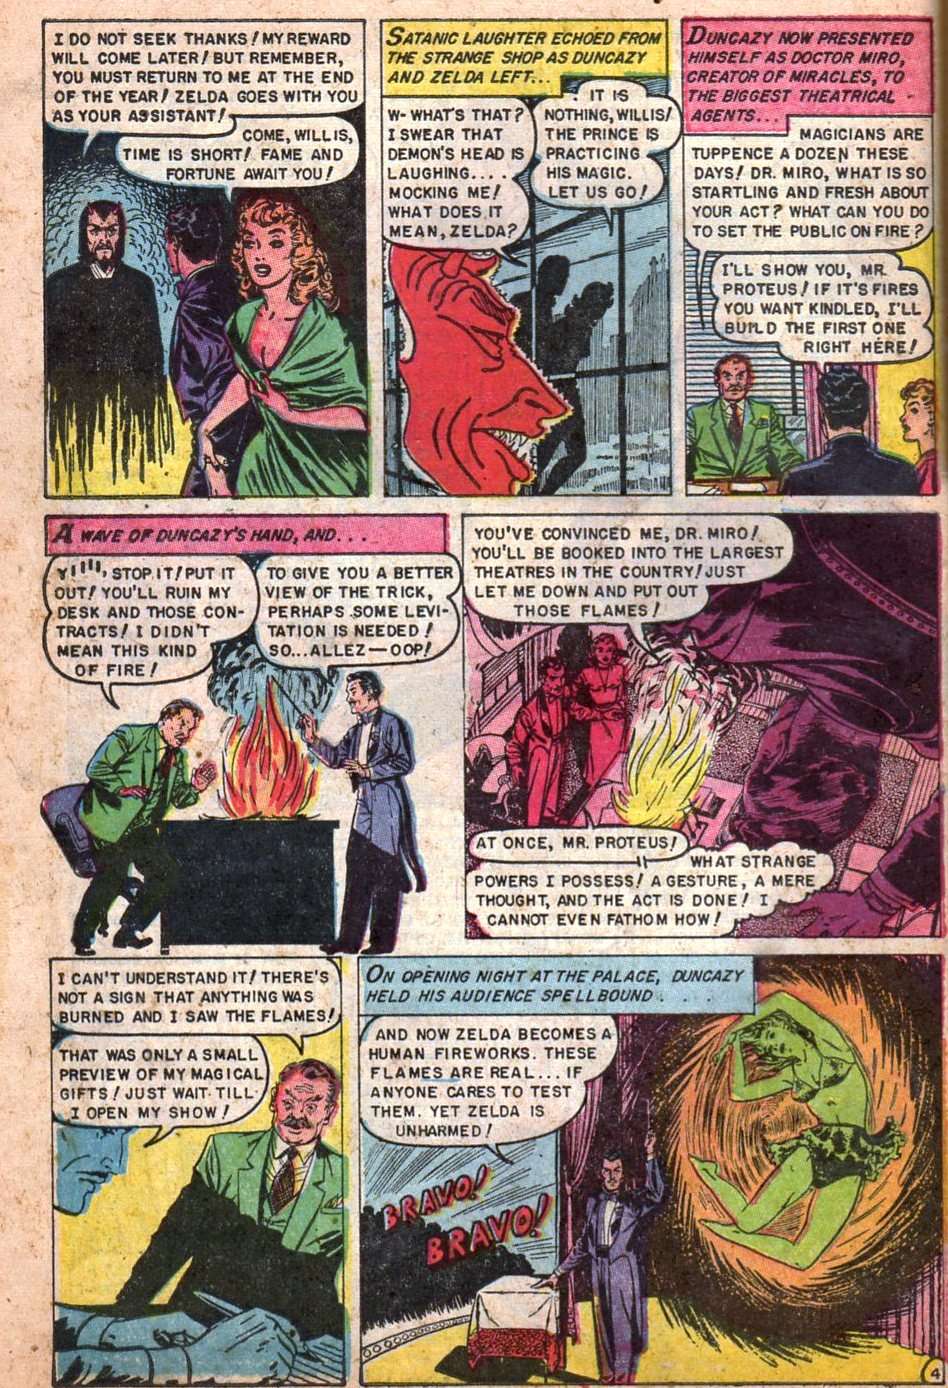 I DO NOT SEEK THANKS! MY REWARD
WILL COME LATER! BUT REMEMBER,
YOU MUST RETURN TO ME AT THE END
OF THE YEAR! ZELDA GOES WITH YOU
AS YOUR ASSISTANT!
COME, WILLIS,
TIME IS SHORT! FAME AND
FORTUNE AWAIT YOU!
SATANIC LAUGHTER ECHOED FROM
THE STRANGE SHOP AS DUNCAZY
AND ZELDA LEFT...
W-WHAT'S THAT?
I SWEAR THAT
DEMON'S HEAD IS
LAUGHING....
MOCKING ME!
WHAT DOES IT
MEAN, ZELDA?
IT IS
NOTHING, WILLIS!
THE PRINCE IS
PRACTICING
HIS MAGIC.
LET US GO!
DUNCAZY NOW PRESENTED
HIMSELF AS DOCTOR MIRO,
CREATOR OF MIRACLES, TO
THE BIGGEST THEATRICAL
AGENTS...
MAGICIANS ARE
TUPPENCE A DOZEN THESE
DAYS! DR. MIRO, WHAT IS SO
STARTLING AND FRESH ABOUT
YOUR ACT? WHAT CAN YOU DO
TO SET THE PUBLIC ON FIRE?
I'LL SHOW YOU, MR.
PROTEUS! IF IT'S FIRES
YOU WANT KINDLED, I'LL
BUILD THE FIRST ONE
RIGHT HERE!
A WAVE OF DUNCAZY'S HAND, AND...
YIIII, STOP IT! PUT IT
OUT! YOU'LL RUIN MY
DESK AND THOSE CON-
TRACTS! I DIDN'T
MEAN THIS KIND
OF FIRE!
TO GIVE YOU A BETTER
VIEW OF THE TRICK,
PERHAPS SOME LEVI-
TATION IS NEEDED!
SO...ALLEZ—OOP!
YOU'VE CONVINCED ME, DR. MIRO!
YOU'LL BE BOOKED INTO THE LARGEST
THEATRES IN THE COUNTRY! JUST
LET ME DOWN AND PUT OUT
THOSE FLAMES!
AT ONCE, MR. PROTEUS!
WHAT STRANGE
POWERS I POSSESS! A GESTURE, A MERE
THOUGHT, AND THE ACT IS DONE! I
CANNOT EVEN FATHOM HOW!
I CAN'T UNDERSTAND IT! THERE'S
NOT A SIGN THAT ANYTHING WAS
BURNED AND I SAW THE FLAMES!
THAT WAS ONLY A SMALL
PREVIEW OF MY MAGICAL
GIFTS! JUST WAIT TILL
I OPEN MY SHOW!
ON OPENING NIGHT AT THE PALACE, DUNCAZY
HELD HIS AUDIENCE SPELLBOUND....
AND NOW ZELDA BECOMES A
HUMAN FIREWORKS. THESE
FLAMES ARE REAL... IF
ANYONE CARES TO TEST
THEM. YET ZELDA IS
UNHARMED!
BRAVO!
BRAVO!
4